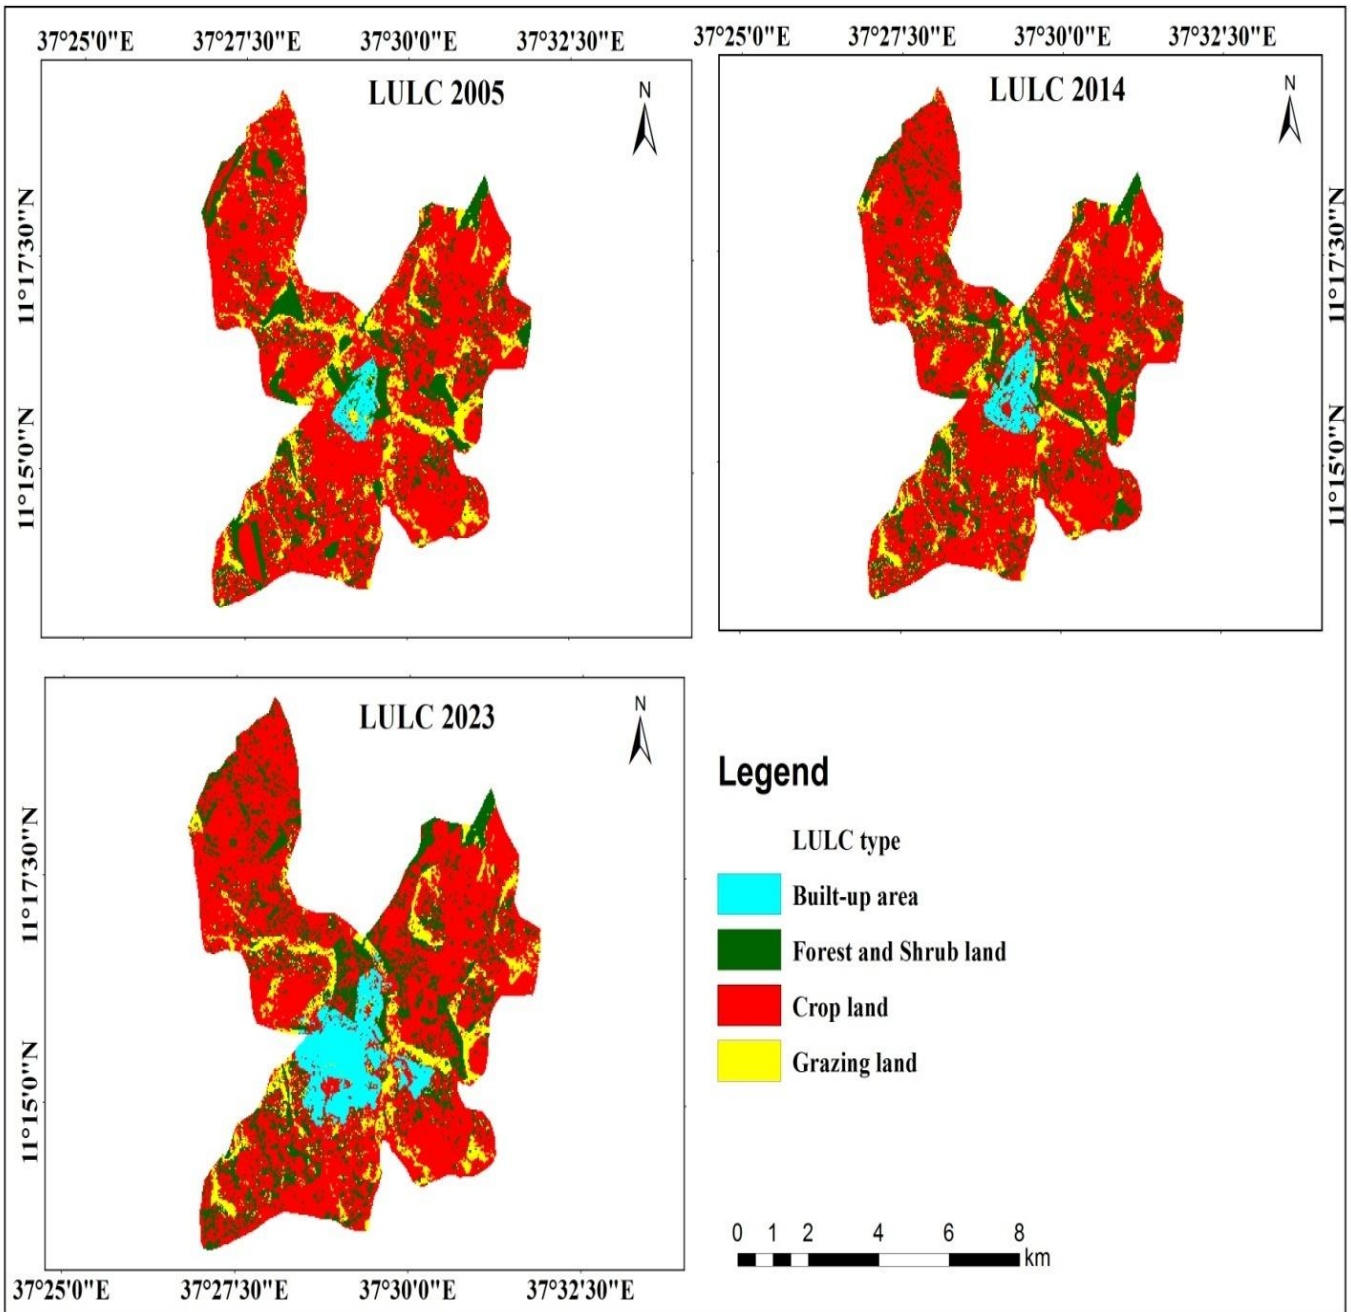 37°25'0"E 37°27'30"E 37°30'0"E 37°32'30"E 37°25'0"E 37°27'30"E 37°30'0"E 37°32'30"E
LULC 2005
N
LULC 2014
N
11°17'30"N
11°15'0"N
11°17'30"N
11°15'0"N
LULC 2023
N
11°17'30"N
11°15'0"N
Legend
LULC type
Built-up area
Forest and Shrub land
Crop land
Grazing land
0 1 2 4 6 8
km
37°25'0"E 37°27'30"E 37°30'0"E 37°32'30"E